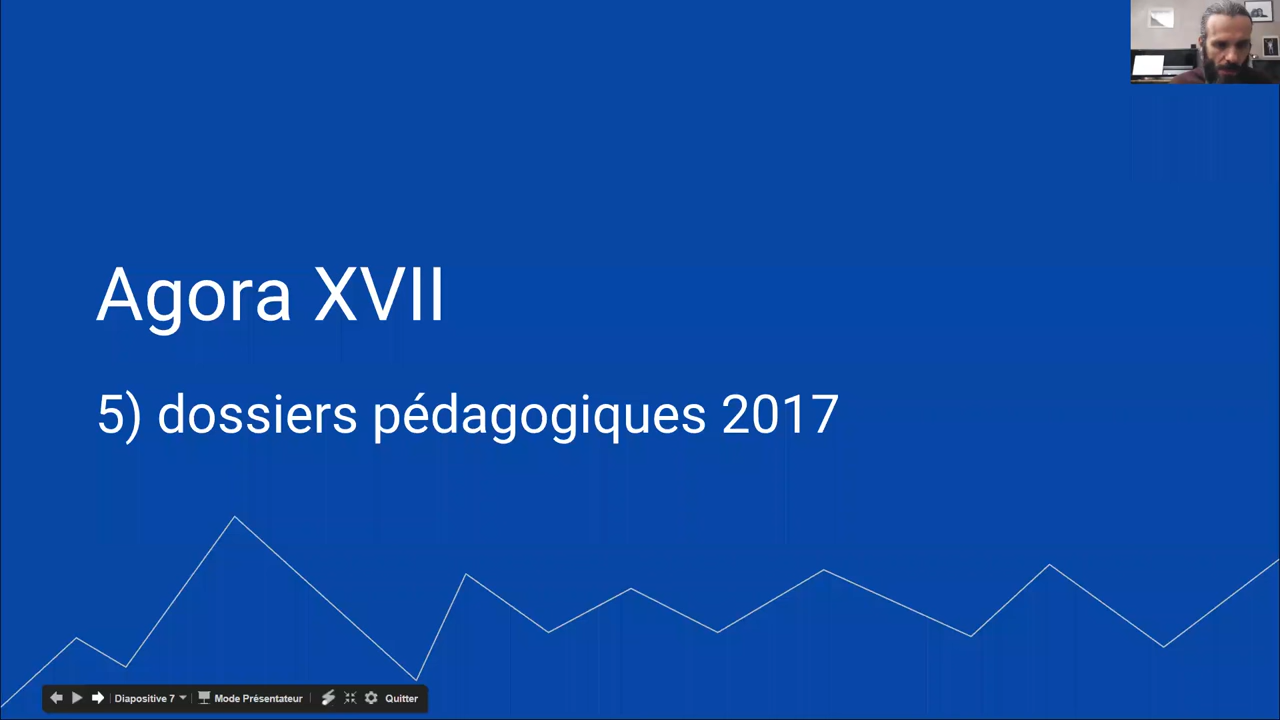 Agora XVII
5) dossiers pédagogiques 2017
Diapositive 7 Mode Présentateur Quitter